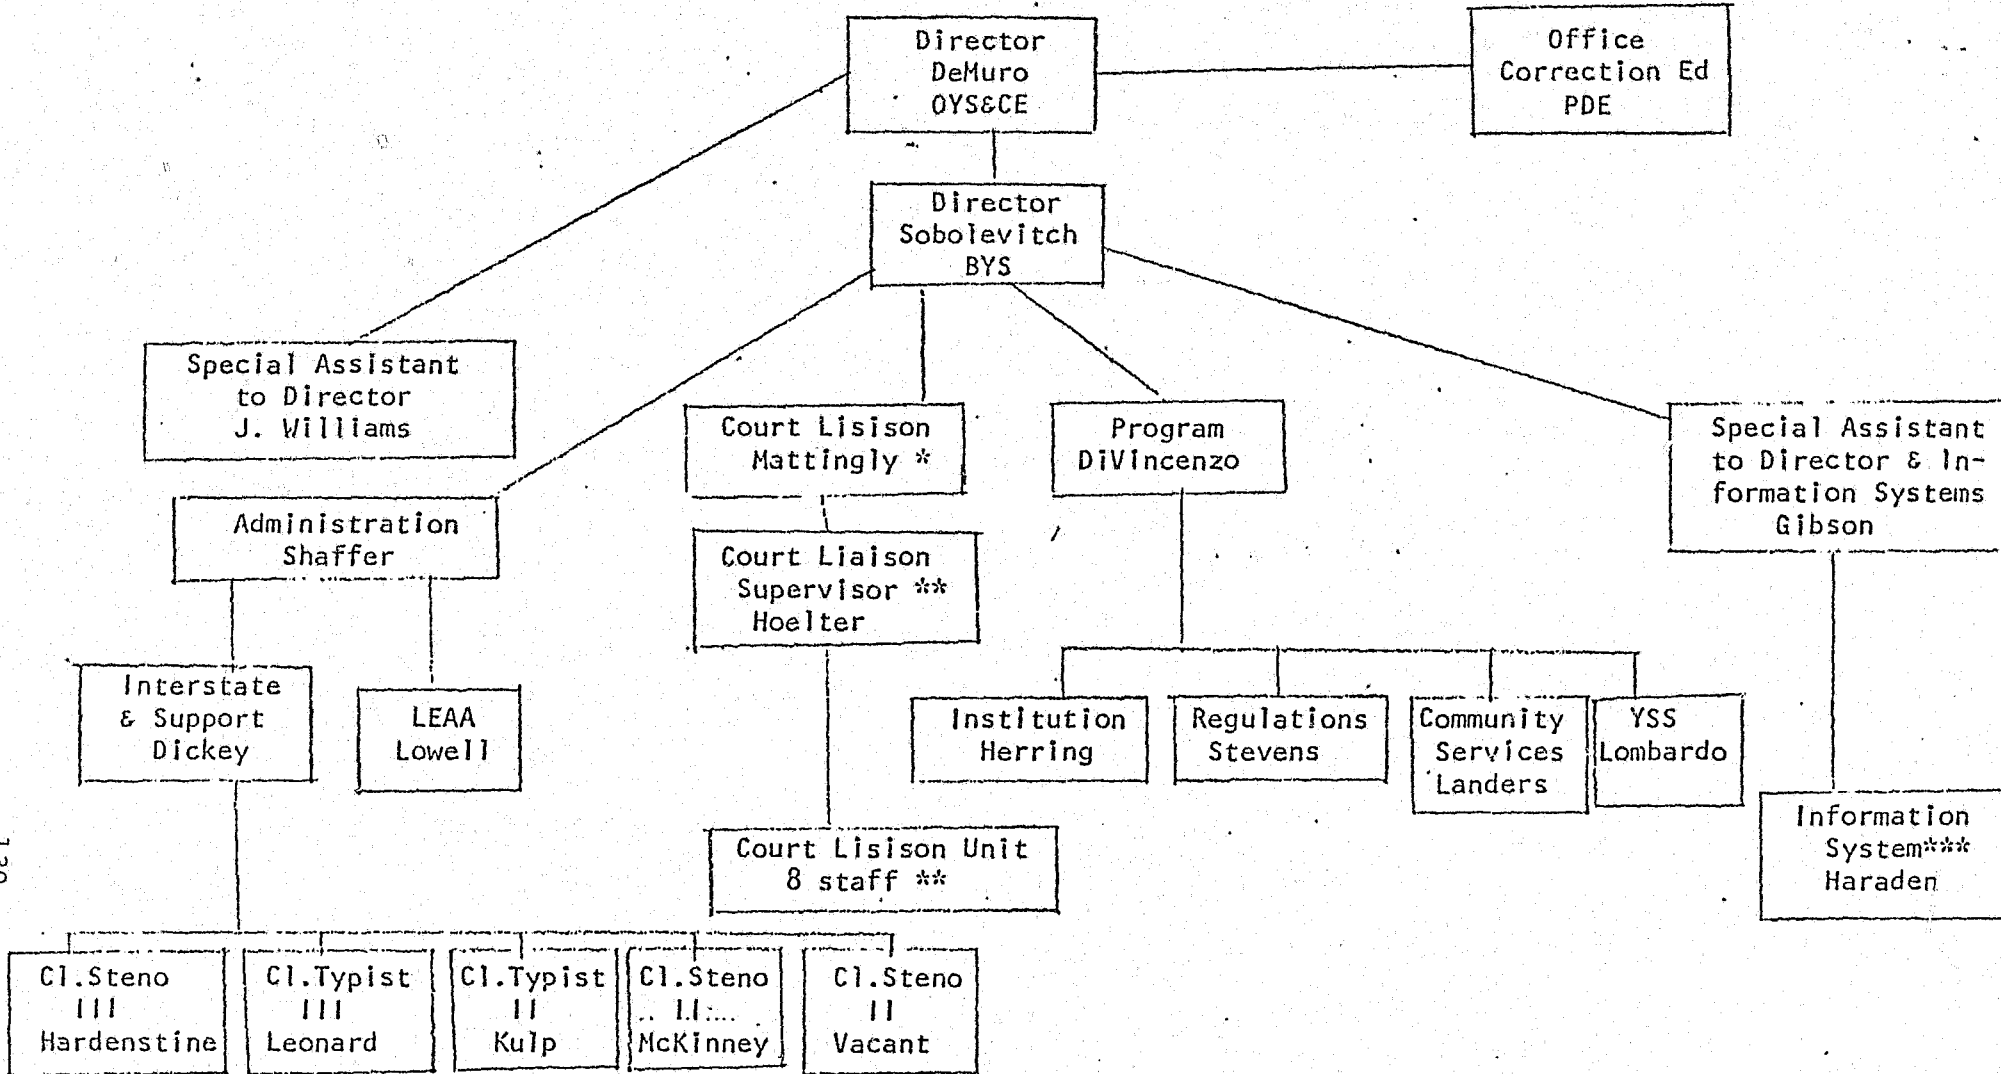 Director
DeMuro
OYS&CE
Office
Correction Ed
PDE
Director
Sobolevitch
BYS
Special Assistant
to Director
J. Williams
Court Lisison
Mattingly *
Program
DiVincenzo
Special Assistant
to Director & In-
formation Systems
Gibson
Administration
Shaffer
Court Liaison
Supervisor **
Hoelter
Interstate
& Support
Dickey
LEAA
Lowell
Institution
Herring
Regulations
Stevens
Community
Services
Landers
YSS
Lombardo
Information
System***
Haraden
Court Lisison Unit
8 staff **
Cl.Steno
III
Hardenstine
Cl.Typist
III
Leonard
Cl.Typist
II
Kulp
Cl.Steno
II
McKinney
Cl.Steno
II
Vacant